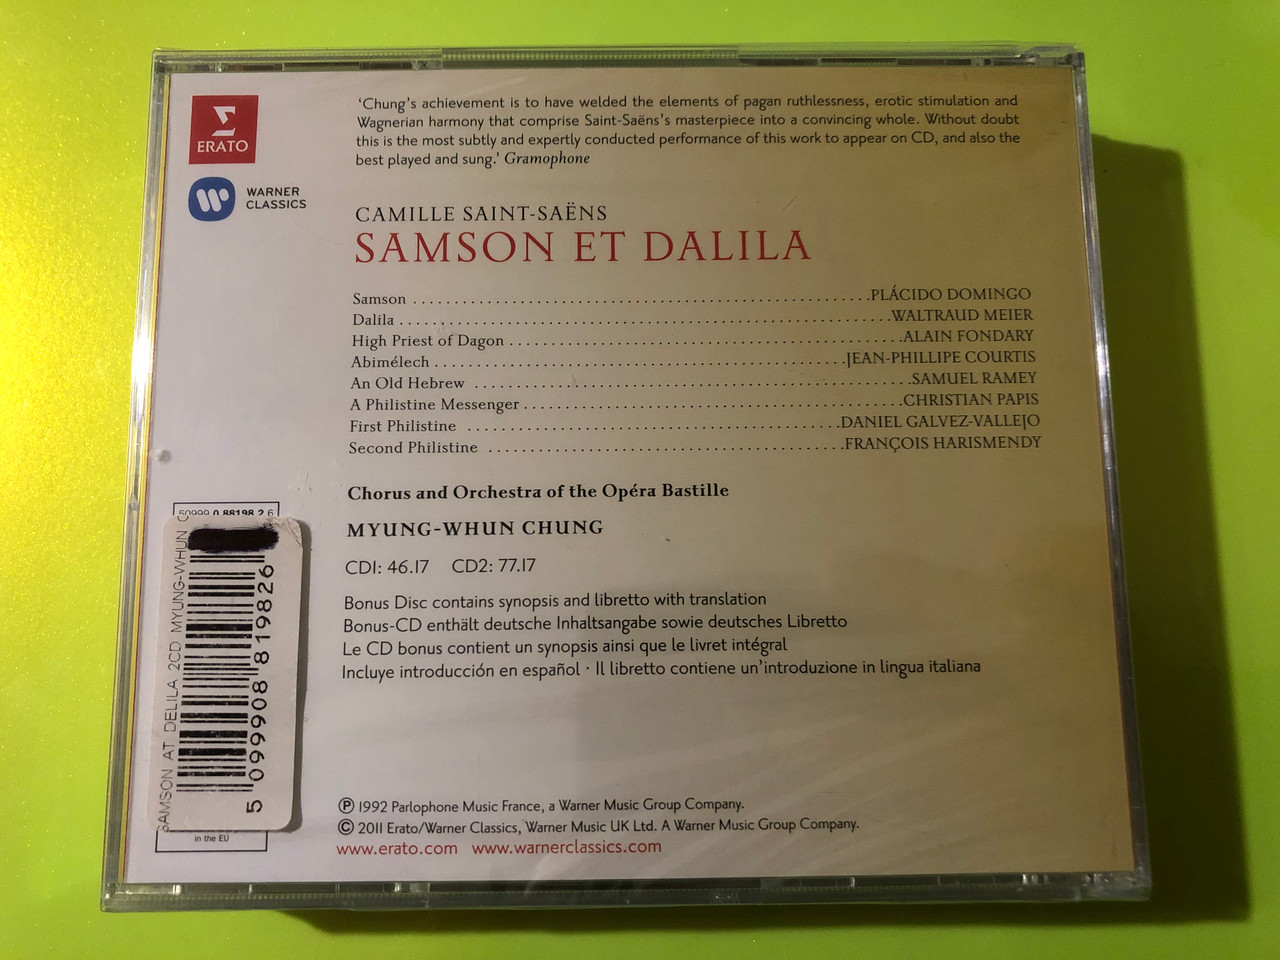 ERATO
WARNER
CLASSICS
‘Chung’s achievement is to have welded the elements of pagan ruthlessness, erotic stimulation and
Wagnerian harmony that comprise Saint-Saëns’s masterpiece into a convincing whole. Without doubt
this is the most subtly and expertly conducted performance of this work to appear on CD, and also the
best played and sung.’ Gramophone
CAMILLE SAINT-SAËNS
SAMSON ET DALILA
Samson ........................................ PLÁCIDO DOMINGO
Dalila ........................................ WALTRAUD MEIER
High Priest of Dagon ........................................ ALAIN FONDARY
Abimélech ........................................ JEAN-PHILLIPE COURTIS
An Old Hebrew ........................................ SAMUEL RAMEY
A Philistine Messenger ........................................ CHRISTIAN PAPIS
First Philistine ........................................ DANIEL GALVEZ-VALLEJO
Second Philistine ........................................ FRANÇOIS HARISMENDY
Chorus and Orchestra of the Opéra Bastille
MYUNG-WHUN CHUNG
CD1: 46.17 CD2: 77.17
Bonus Disc contains synopsis and libretto with translation
Bonus-CD enthält deutsche Inhaltsangabe sowie deutsches Libretto
Le CD bonus contient un synopsis ainsi que le livret intégral
Incluye introducción en español · Il libretto contiene un’introduzione in lingua italiana
50999 0 88198 2 6
SAMSON AT DELILA 2CD MYUNG-WHUN C
5 099908 819826
in the EU
Ⓟ 1992 Parlophone Music France, a Warner Music Group Company.
© 2011 Erato/Warner Classics, Warner Music UK Ltd. A Warner Music Group Company.
www.erato.com www.warnerclassics.com